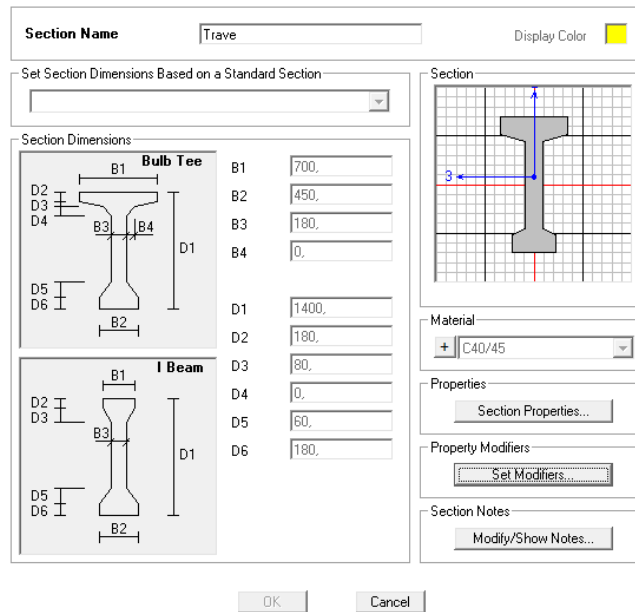 Section Name
Trave
Display Color
Set Section Dimensions Based on a Standard Section
Section
3
Section Dimensions
Bulb Tee
B1
D2
D3
D4
B3
B4
D1
D5
D6
B2
I Beam
B1
D2
D3
B3
D1
D5
D6
B2
B1 700,
B2 450,
B3 180,
B4 0,
D1 1400,
D2 180,
D3 80,
D4 0,
D5 60,
D6 180,
Material
+ C40/45
Properties
Section Properties...
Property Modifiers
Set Modifiers...
Section Notes
Modify/Show Notes...
OK
Cancel